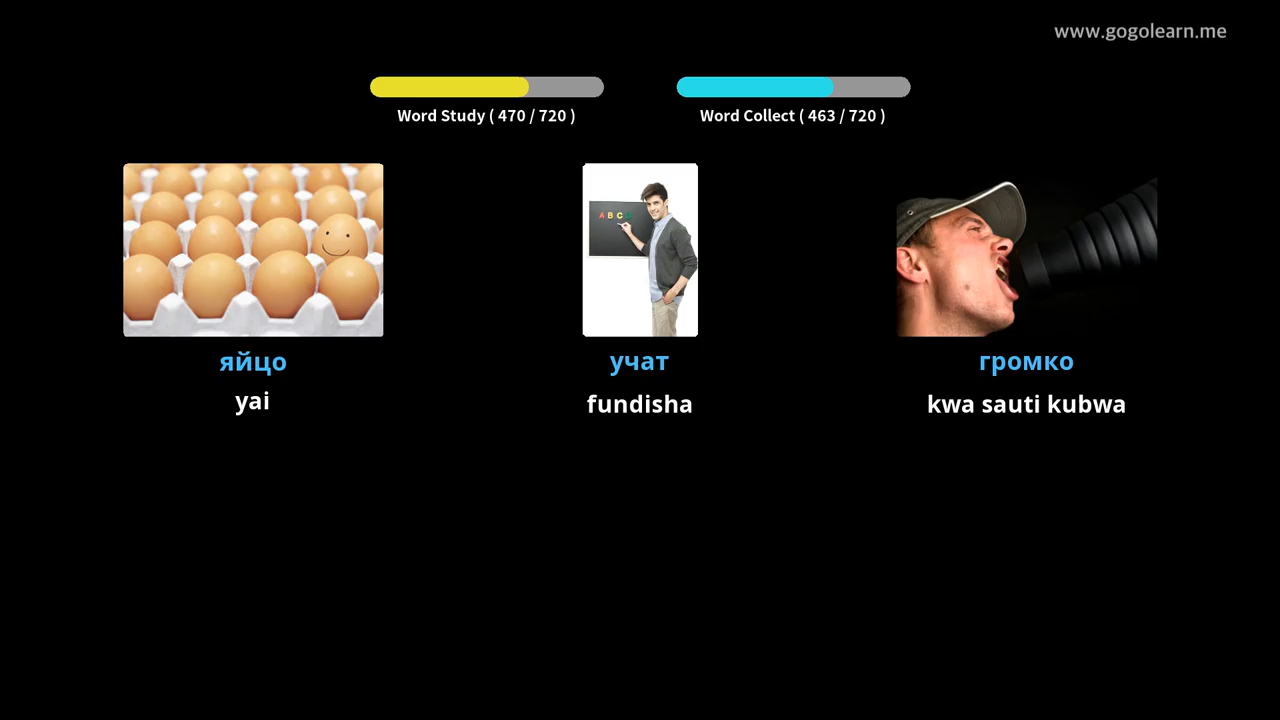 www.gogolearn.me
Word Study ( 470 / 720 )
Word Collect ( 463 / 720 )
A B C
яйцо
учат
громко
yai
fundisha
kwa sauti kubwa